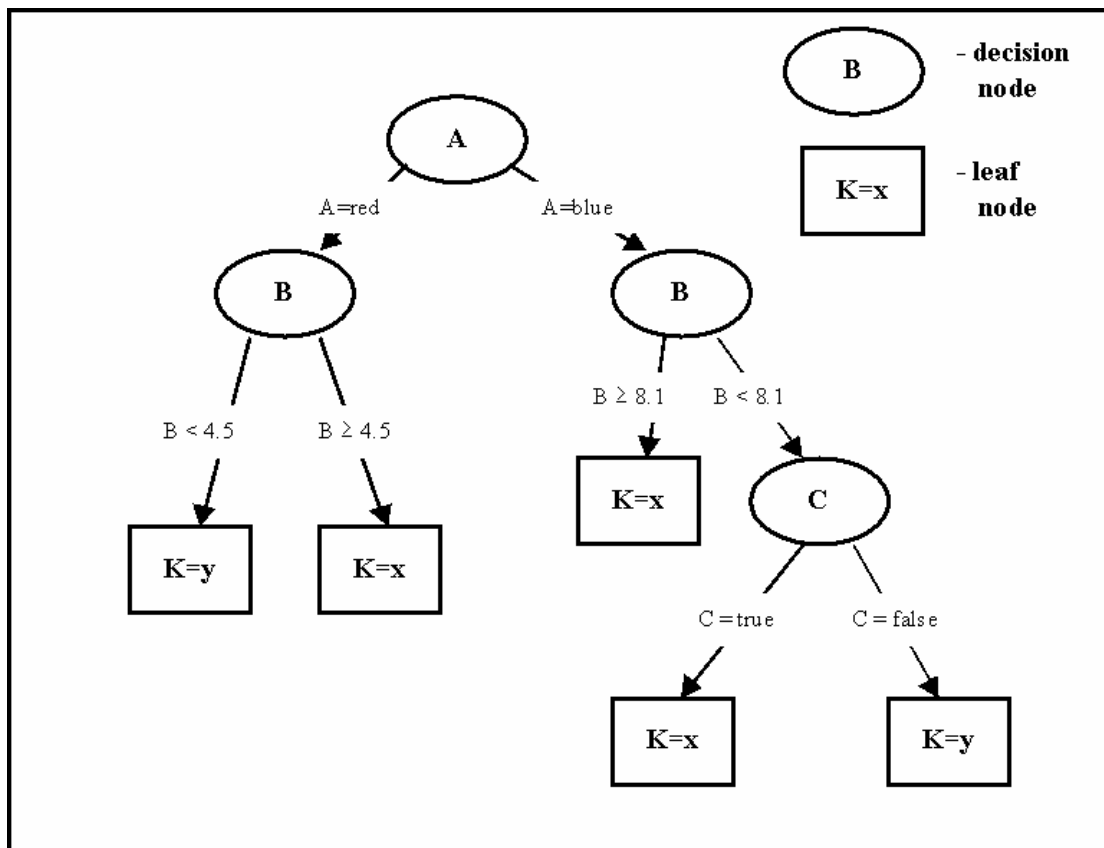 B
- decision
node
A
K=x
- leaf
node
A=red
A=blue
B
B
B ≥ 8.1
B < 8.1
B < 4.5
B ≥ 4.5
K=x
C
K=y
K=x
C=true
C=false
K=x
K=y